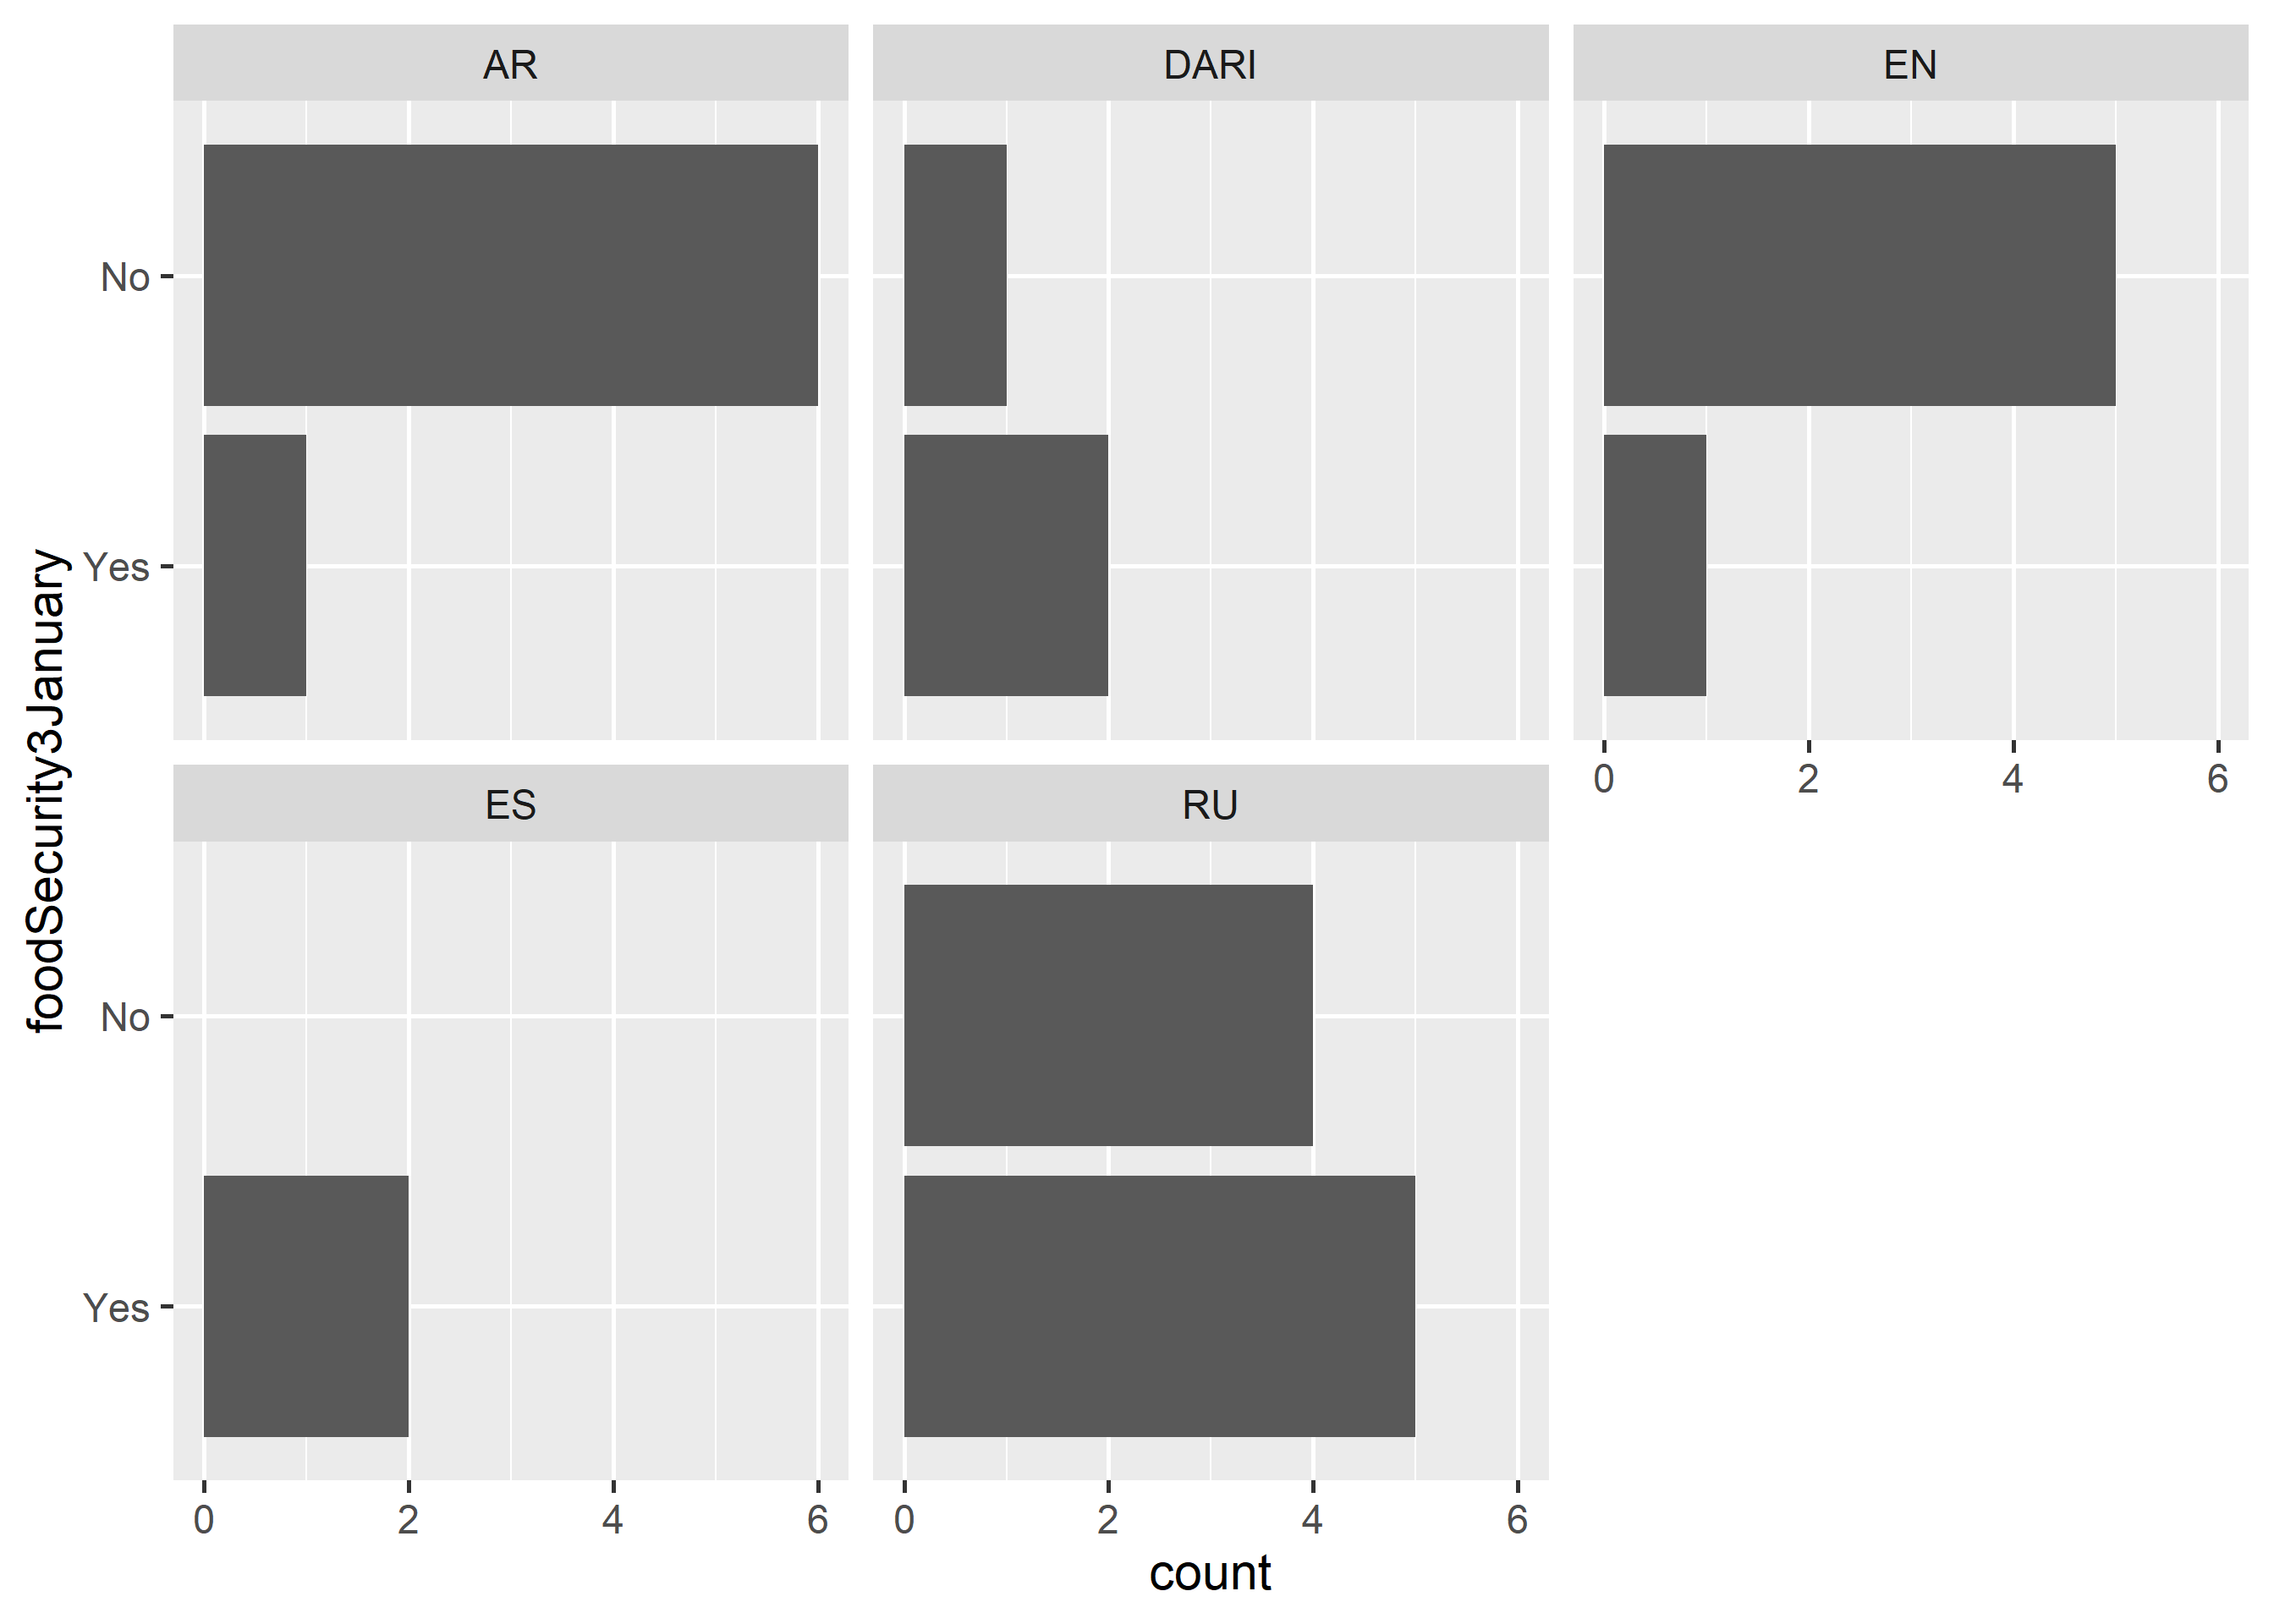 AR
DARI
EN
No
Yes
0 2 4 6
ES
RU
No
Yes
0 2 4 6
0 2 4 6
count
foodSecurity3January